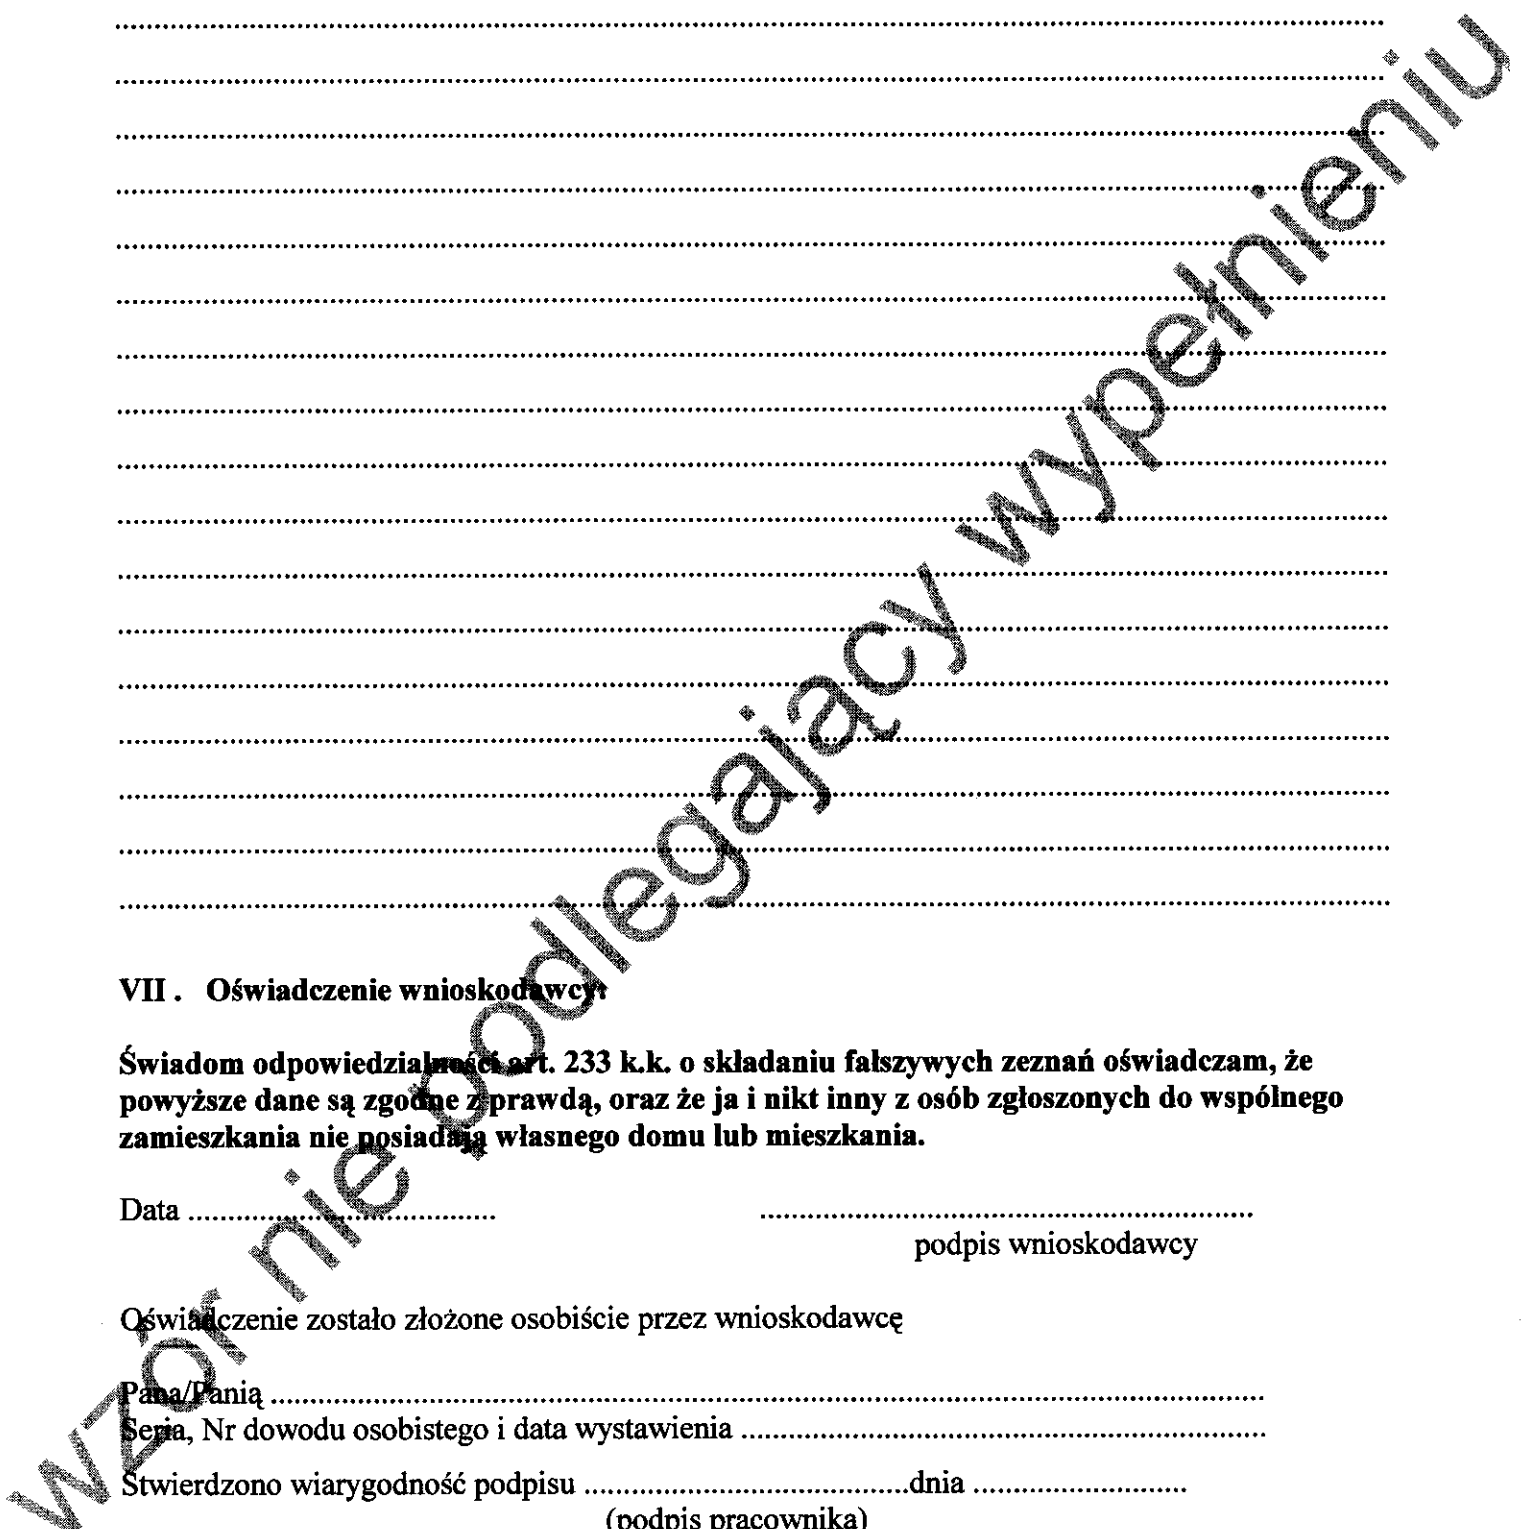 VII . Oświadczenie wnioskodawcy:
Świadom odpowiedzialności art. 233 k.k. o składaniu fałszywych zeznań oświadczam, że
powyższe dane są zgodne z prawdą, oraz że ja i nikt inny z osób zgłoszonych do wspólnego
zamieszkania nie posiadają własnego domu lub mieszkania.
Data ......................................
podpis wnioskodawcy
Oświadczenie zostało złożone osobiście przez wnioskodawcę
Pana/Panią ..............................................................................................................................
Seria, Nr dowodu osobistego i data wystawienia ..................................................................
Stwierdzono wiarygodność podpisu .........................................dnia ...........................
(podpis pracownika)
wzór nie podlegający wypełnieniu